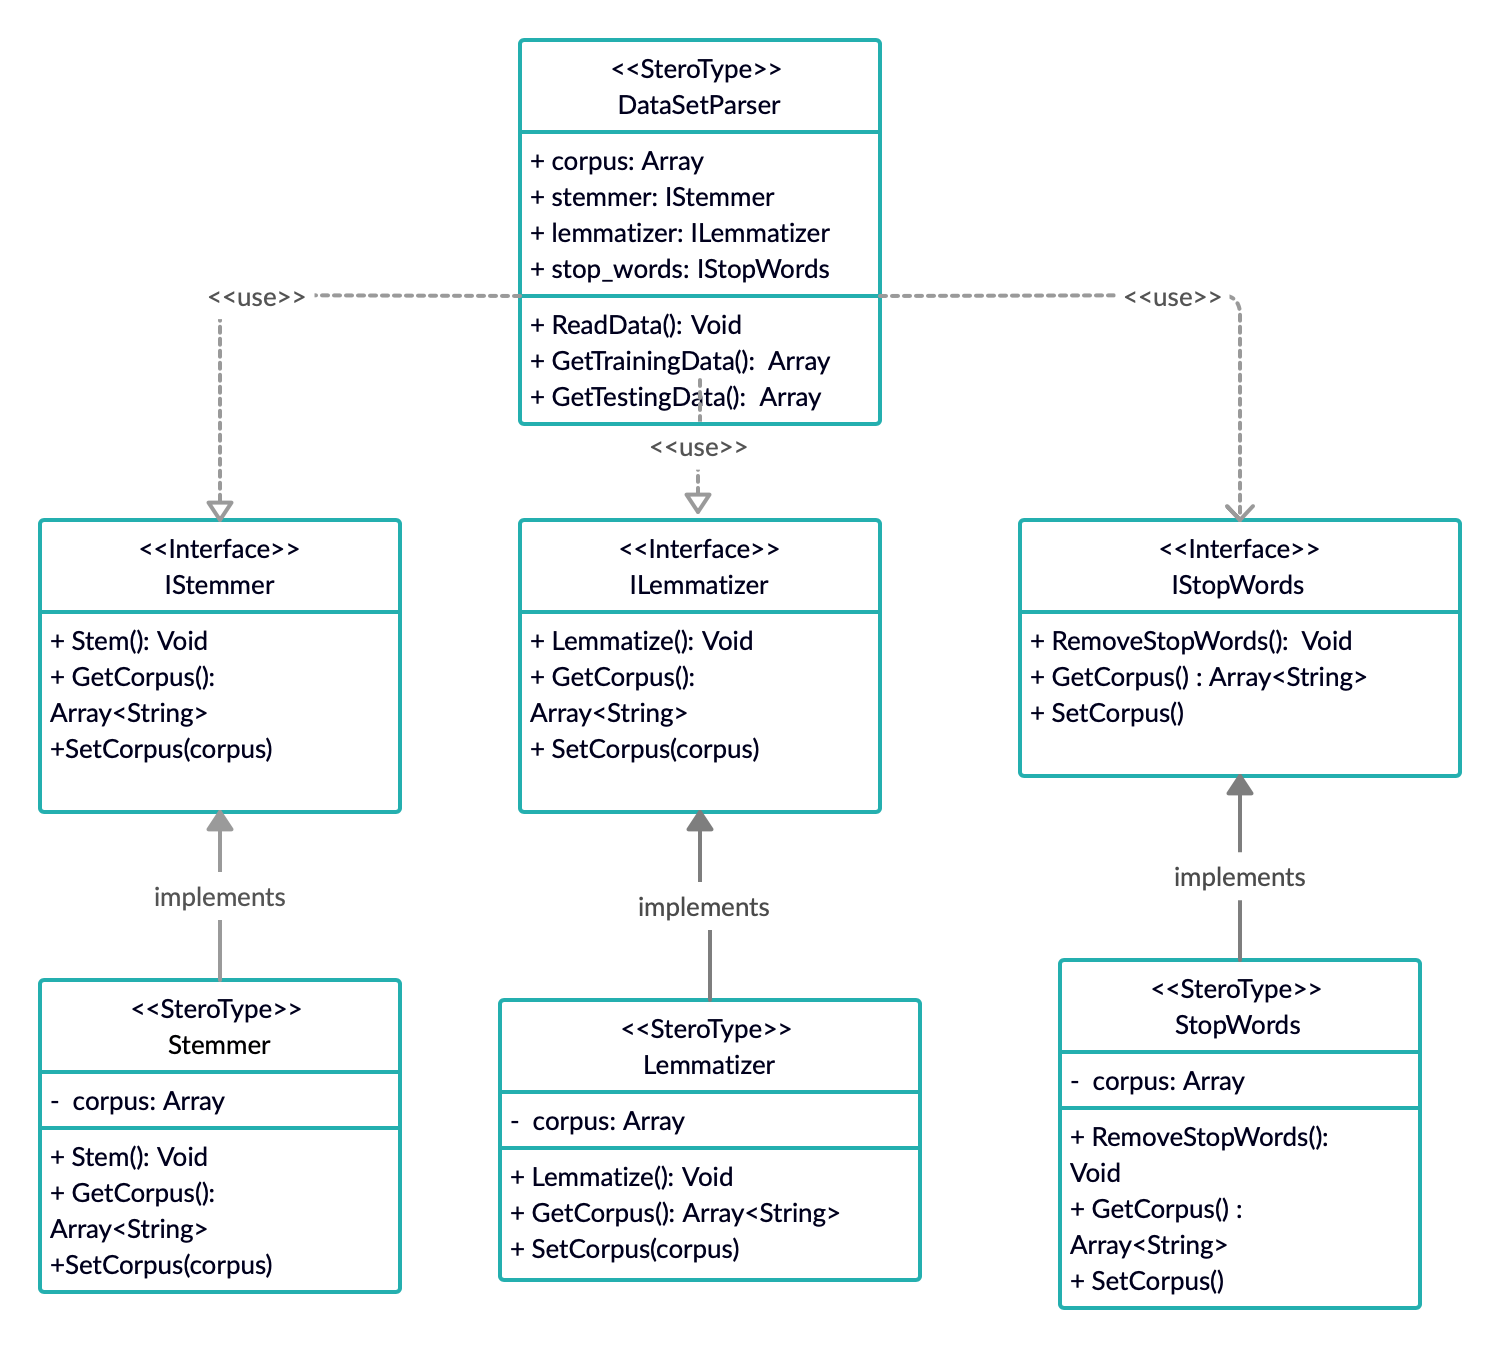 <<SteroType>>
DataSetParser
+ corpus: Array
+ stemmer: IStemmer
+ lemmatizer: ILemmatizer
+ stop_words: IStopWords
+ ReadData(): Void
+ GetTrainingData():  Array
+ GetTestingData():  Array
<<use>>
<<use>>
<<use>>
<<Interface>>
IStemmer
+ Stem(): Void
+ GetCorpus():
Array<String>
+SetCorpus(corpus)
<<Interface>>
ILemmatizer
+ Lemmatize(): Void
+ GetCorpus():
Array<String>
+ SetCorpus(corpus)
<<Interface>>
IStopWords
+ RemoveStopWords():  Void
+ GetCorpus() : Array<String>
+ SetCorpus()
implements
implements
implements
<<SteroType>>
Stemmer
-  corpus: Array
+ Stem(): Void
+ GetCorpus():
Array<String>
+SetCorpus(corpus)
<<SteroType>>
Lemmatizer
-  corpus: Array
+ Lemmatize(): Void
+ GetCorpus(): Array<String>
+ SetCorpus(corpus)
<<SteroType>>
StopWords
-  corpus: Array
+ RemoveStopWords():
Void
+ GetCorpus() :
Array<String>
+ SetCorpus()